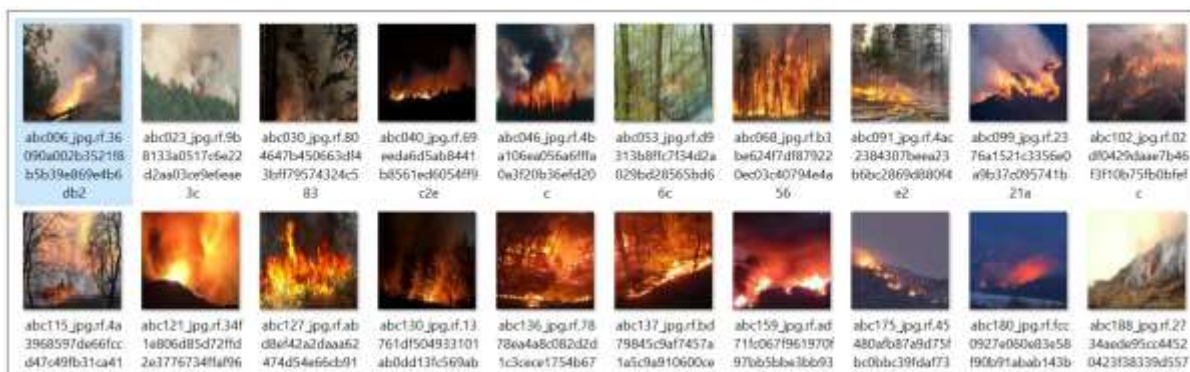 abc006_jpg.rf.36
090a002b3521f8
b5b39e869e4b6
db2
abc023_jpg.rf.9b
8133a0517c6e22
d2aa03ce9e6eae
3c
abc030_jpg.rf.80
4647b450663df4
3bff79574324c5
83
abc040_jpg.rf.69
eeda6d5ab8441
b8561ed6054ff9
c2e
abc046_jpg.rf.4b
a106ea056a6fffa
0a3f20b36efd20
c
abc053_jpg.rf.d9
313b8ffc7f34d2a
029bd28565bd6
6c
abc068_jpg.rf.b3
be624f7df87922
0ec03c40794e4a
56
abc091_jpg.rf.4ac
2384307beea23
b6bc2869d880f4
e2
abc099_jpg.rf.23
76a1521c3356e0
a9b37c095741b
21a
abc102_jpg.rf.02
df0429daae7b46
f3f10b75fb0bfef
c
abc115_jpg.rf.4a
3968597de66fcc
d47c49fb31ca41
abc121_jpg.rf.34f
1e806d85d72ffd
2e3776734ffaf96
abc127_jpg.rf.ab
d8ef42a2daaa62
474d54e66cb91
abc130_jpg.rf.13
761df504933101
ab0dd13fc569ab
abc136_jpg.rf.78
78ea4a8c082d2d
1c3cece1754b67
abc137_jpg.rf.bd
79845c9af7457a
1a5c9a910600ce
abc159_jpg.rf.ad
71fc067f961970f
97bb5bbe3bb93
abc175_jpg.rf.45
480afb87a9d75f
bc0bbc39fdaf73
abc180_jpg.rf.fcc
0927e060e83e58
f90b91abab143b
abc188_jpg.rf.27
34aede95cc4452
0423f38339d557